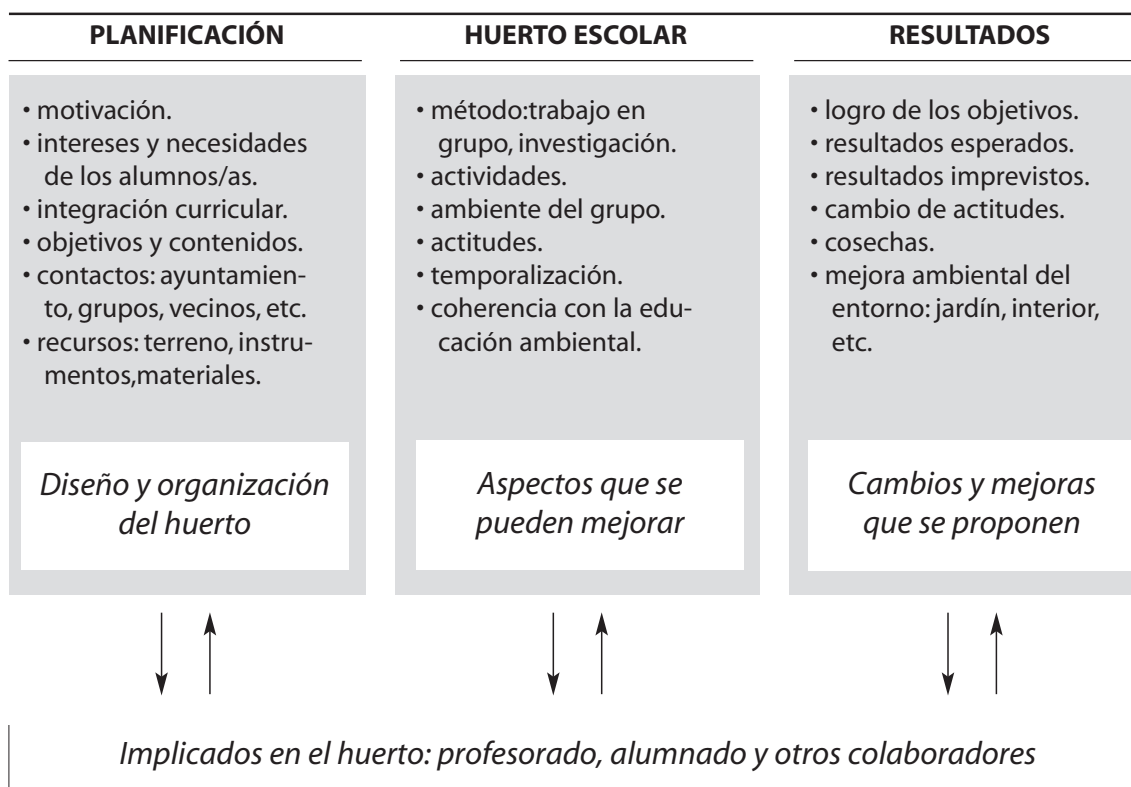 PLANIFICACIÓN
• motivación.
• intereses y necesidades
de los alumnos/as.
• integración curricular.
• objetivos y contenidos.
• contactos: ayuntamien-
to, grupos, vecinos, etc.
• recursos: terreno, instru-
mentos,materiales.
Diseño y organización
del huerto
HUERTO ESCOLAR
• método:trabajo en
grupo, investigación.
• actividades.
• ambiente del grupo.
• actitudes.
• temporalización.
• coherencia con la edu-
cación ambiental.
Aspectos que se
pueden mejorar
RESULTADOS
• logro de los objetivos.
• resultados esperados.
• resultados imprevistos.
• cambio de actitudes.
• cosechas.
• mejora ambiental del
entorno: jardín, interior,
etc.
Cambios y mejoras
que se proponen
Implicados en el huerto: profesorado, alumnado y otros colaboradores